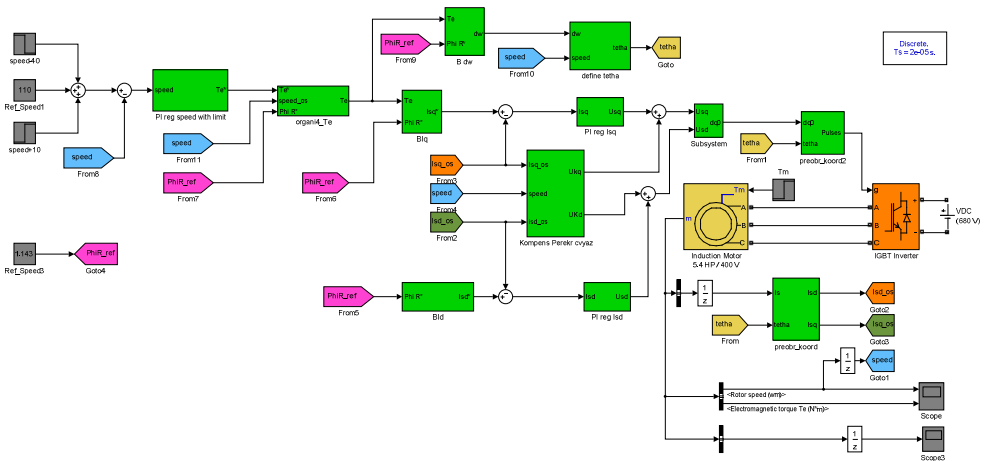 speed-40
110
Ref_Speed1
speed+10
speed
From8
speed
Te*
PI reg speed with limit
speed
From11
PhiR_ref
From7
Te*
speed_os
Phi R*
Te
organi4_Te
PhiR_ref
From9
Te
Phi R*
dw
B dw
speed
From10
dw
speed
tetha
define tetha
tetha
Goto
Discrete,
Ts = 2e-05 s.
PhiR_ref
From6
Te
Phi R*
Isq*
BIq
Isq
Usq
PI reg Isq
Usq
Usd
dq0
Subsystem
tetha
From1
dq0
tetha
Pulses
preobr_koord2
Isq_os
From3
speed
From4
Isd_os
From2
Isq_os
speed
isd_os
Ukq
UKd
Kompens Perekr cvyaz
Tm
m
Tm
A
B
C
Induction Motor
5.4 HP / 400 V
g
A
B
C
+
-
IGBT Inverter
+
-
VDC
(680 V)
1.143
Ref_Speed3
PhiR_ref
Goto4
PhiR_ref
From5
Phi R*
Isd*
BId
Isd
Usd
PI reg Isd
1
z
tetha
From
Is
tetha
Isd
Isq
preobr_koord
Isd_os
Goto2
Isq_os
Goto3
1
z
speed
Goto1
<Rotor speed (wm)>
<Electromagnetic torque Te (N*m)>
Scope
1
z
Scope3